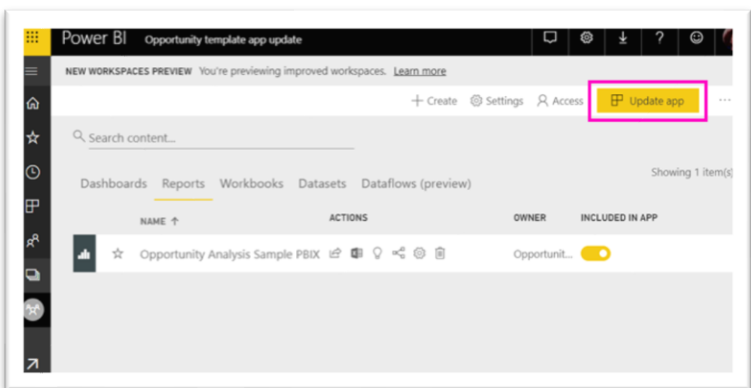 Power BI Opportunity template app update ?
NEW WORKSPACES PREVIEW You're previewing improved workspaces. Learn more
+ Create Settings Access Update app ...
Search content...
Showing 1 item(s)
Dashboards Reports Workbooks Datasets Dataflows (preview)
NAME ↑ ACTIONS OWNER INCLUDED IN APP
Opportunity Analysis Sample PBIX Opportunit...